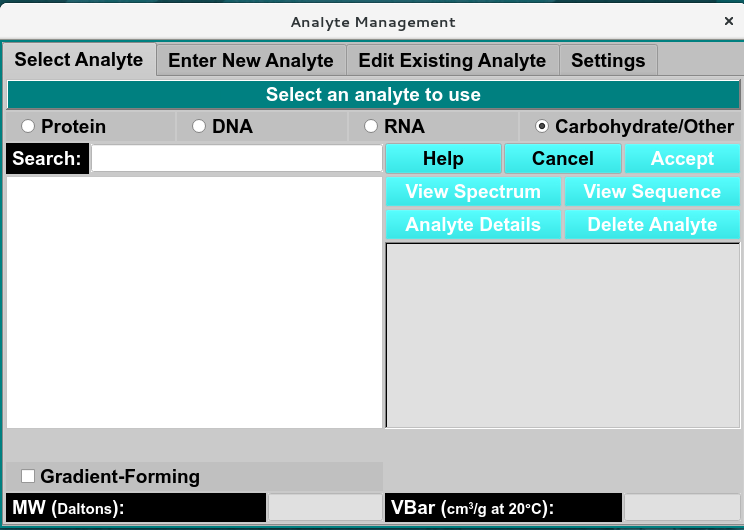 Analyte Management ×
Select Analyte Enter New Analyte Edit Existing Analyte Settings
Select an analyte to use
Protein DNA RNA Carbohydrate/Other
Search: Help Cancel Accept
View Spectrum View Sequence
Analyte Details Delete Analyte
Gradient-Forming
MW (Daltons): VBar (cm³/g at 20°C):